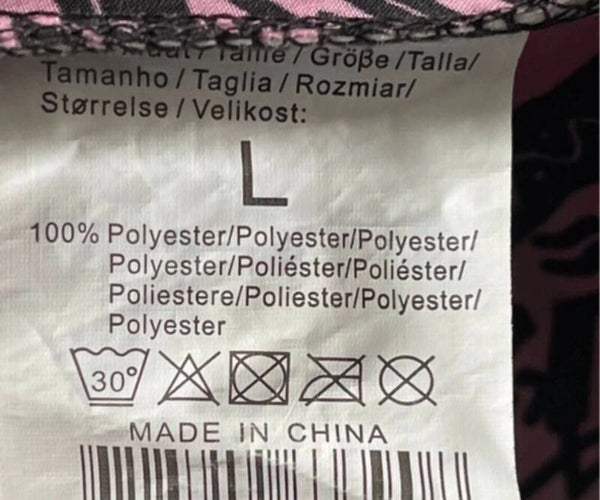 / Größe /Talla/
Tamanho / Taglia / Rozmiar/
Størrelse / Velikost:
L
100% Polyester/Polyester/Polyester/
Polyester/Poliéster/Poliéster/
Poliestere/Poliester/Polyester/
Polyester
30°
MADE IN CHINA